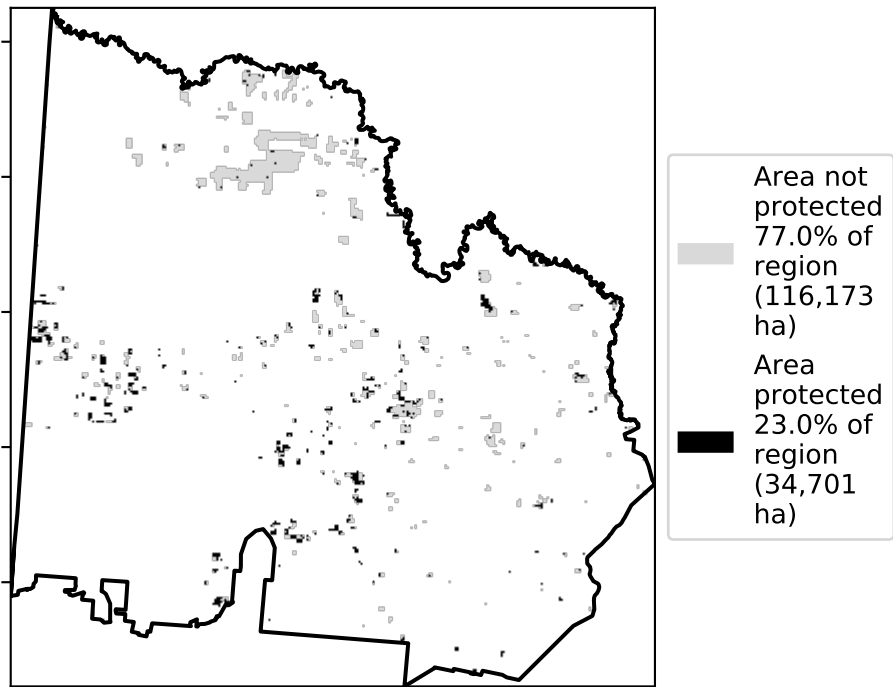 Area not
protected
77.0% of
region
(116,173
ha)
Area
protected
23.0% of
region
(34,701
ha)